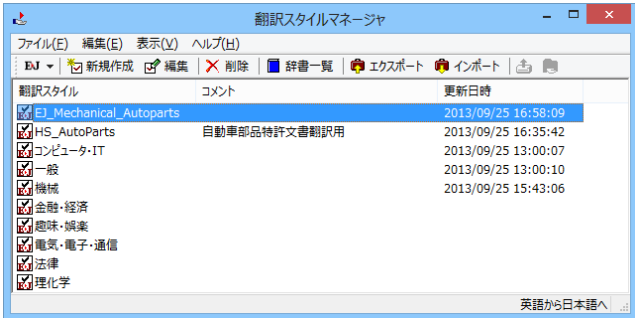 翻訳スタイルマネージャ
ファイル(F) 編集(E) 表示(V) ヘルプ(H)
EJ 新規作成 編集 削除 辞書一覧 エクスポート インポート
翻訳スタイル コメント 更新日時
EJ_Mechanical_Autoparts 2013/09/25 16:58:09
HS_AutoParts 自動車部品特許文書翻訳用 2013/09/25 16:35:42
コンピュータ・IT 2013/09/25 13:00:07
一般 2013/09/25 13:00:10
機械 2013/09/25 15:43:06
金融・経済
趣味・娯楽
電気・電子・通信
法律
理化学
英語から日本語へ